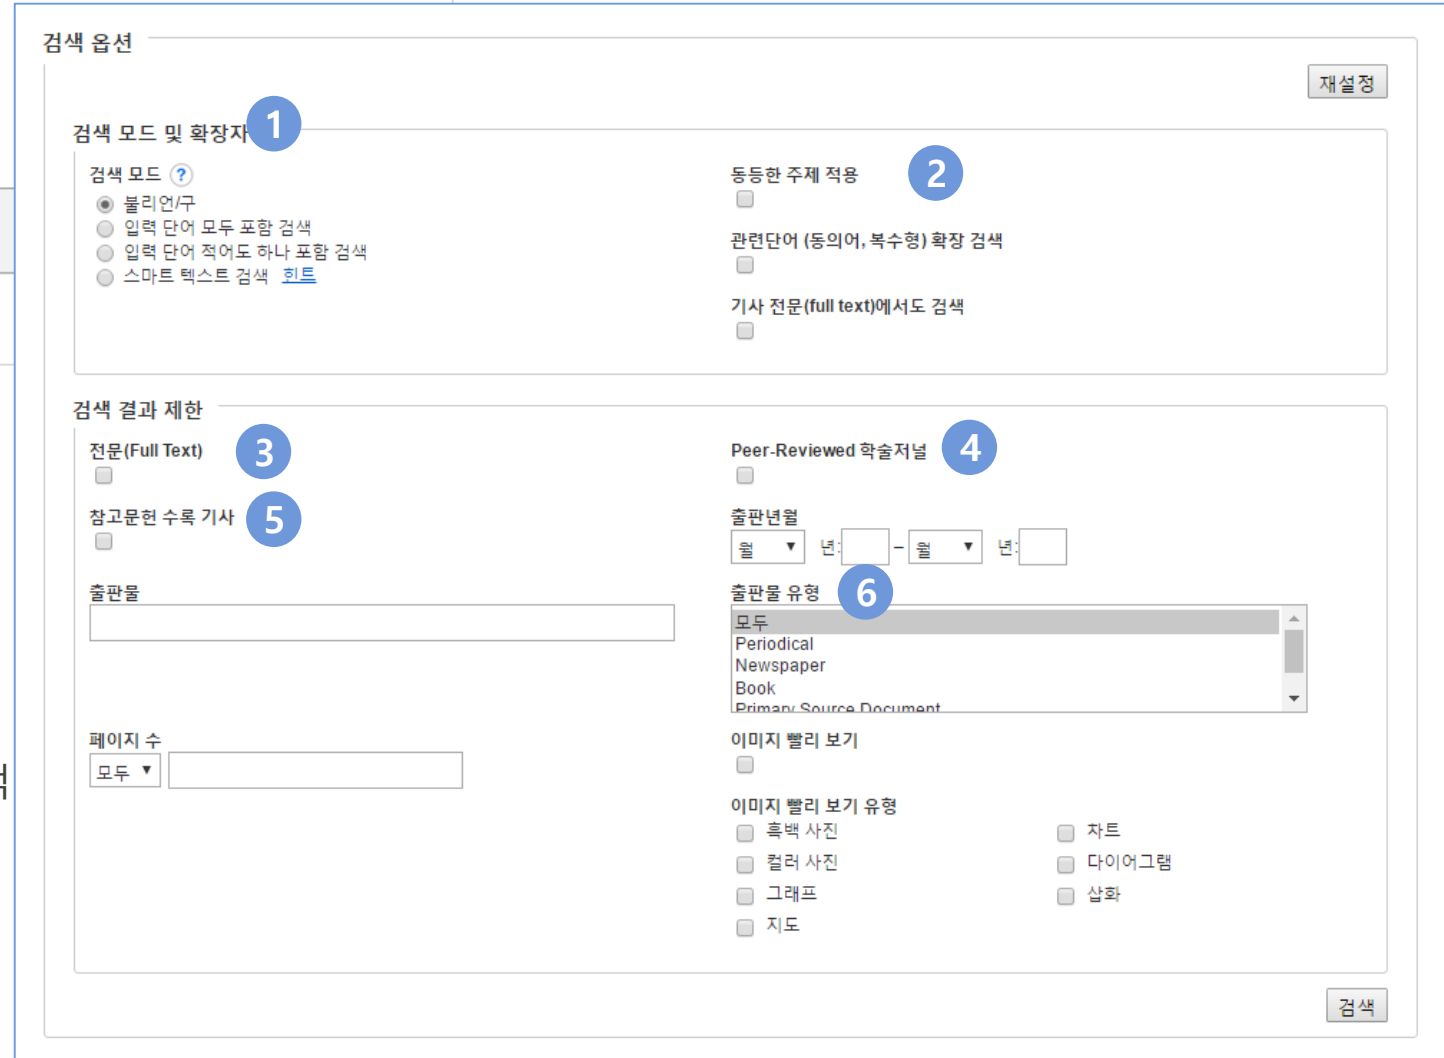 검색 옵션
재설정
검색 모드 및 확장자 1
검색 모드 ?
불리언/구
입력 단어 모두 포함 검색
입력 단어 적어도 하나 포함 검색
스마트 텍스트 검색 힌트
동등한 주제 적용 2
관련단어 (동의어, 복수형) 확장 검색
기사 전문(full text)에서도 검색
검색 결과 제한
전문(Full Text) 3
Peer-Reviewed 학술저널 4
참고문헌 수록 기사 5
출판년월
월 년: – 월 년:
출판물
출판물 유형 6
모두
Periodical
Newspaper
Book
Primary Source Document
페이지 수
모두
이미지 빨리 보기
이미지 빨리 보기 유형
흑백 사진 차트
컬러 사진 다이어그램
그래프 삽화
지도
검색